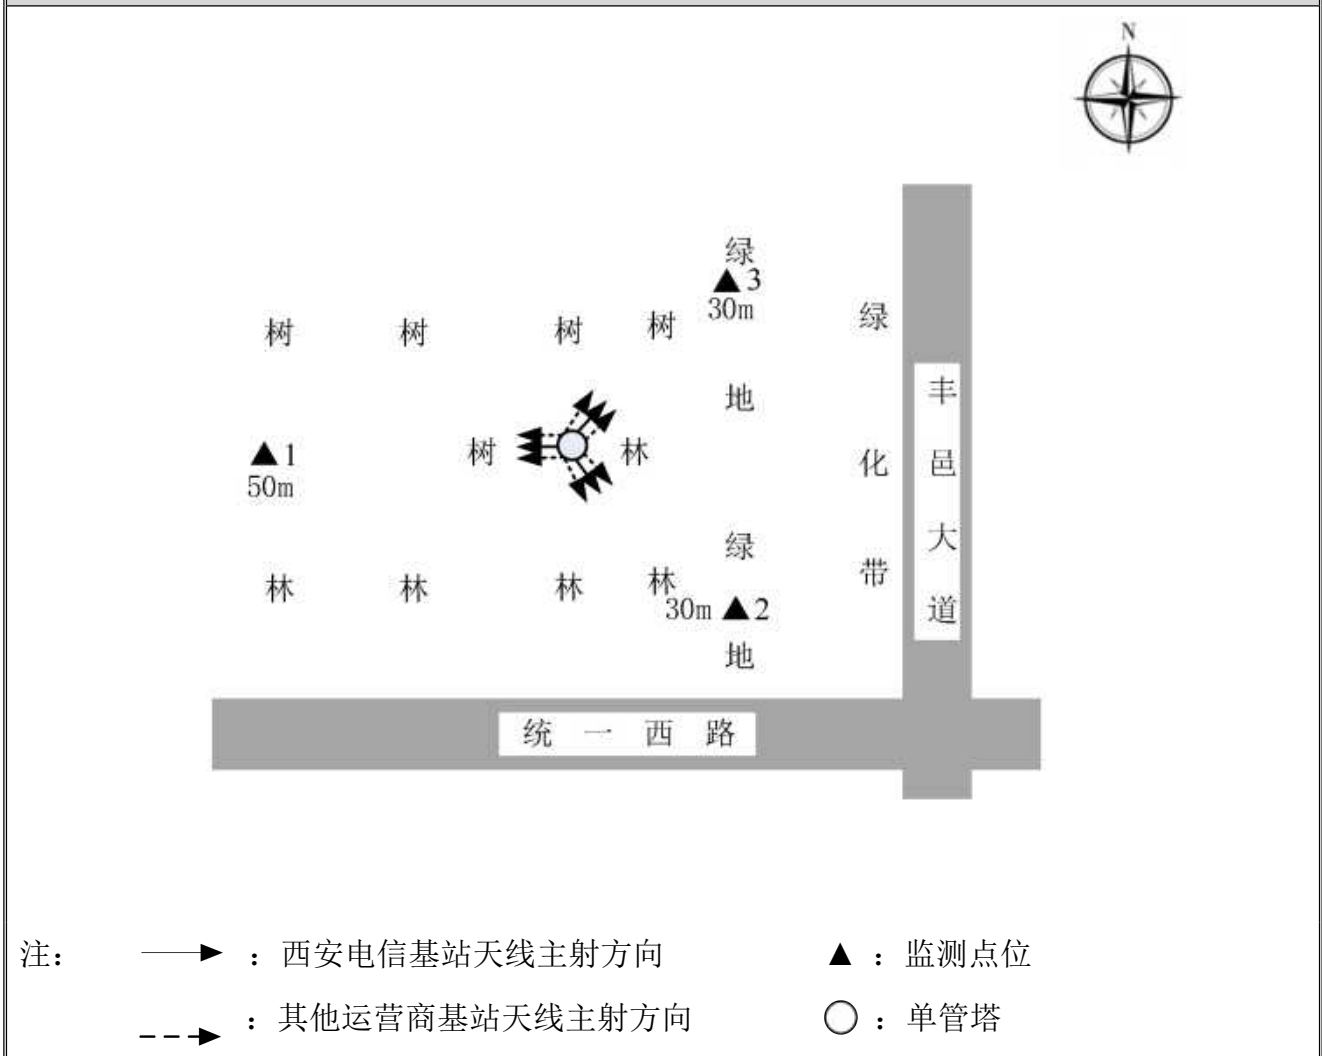 N
绿
▲3
30m
树 树 树 树
绿
地
丰
邑
大
道
树 林
化
▲1
50m
绿
带
林 林 林 林
30m ▲2
地
统一西路
注： ：西安电信基站天线主射方向 ▲：监测点位
：其他运营商基站天线主射方向 ：单管塔